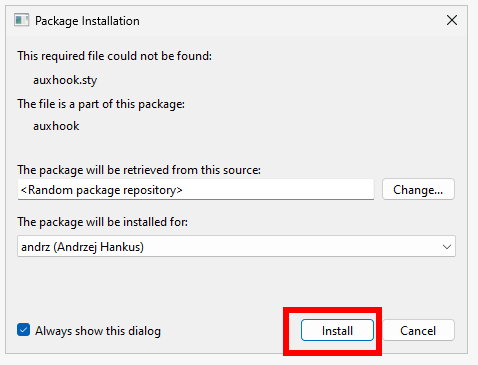 Package Installation
This required file could not be found:
auxhook.sty
The file is a part of this package:
auxhook
The package will be retrieved from this source:
<Random package repository>
Change...
The package will be installed for:
andrz (Andrzej Hankus)
Always show this dialog
Install
Cancel